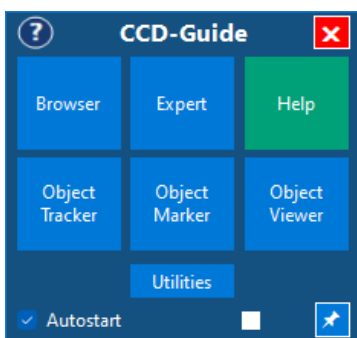 ? CCD-Guide
Browser
Expert
Help
Object
Tracker
Object
Marker
Object
Viewer
Utilities
Autostart